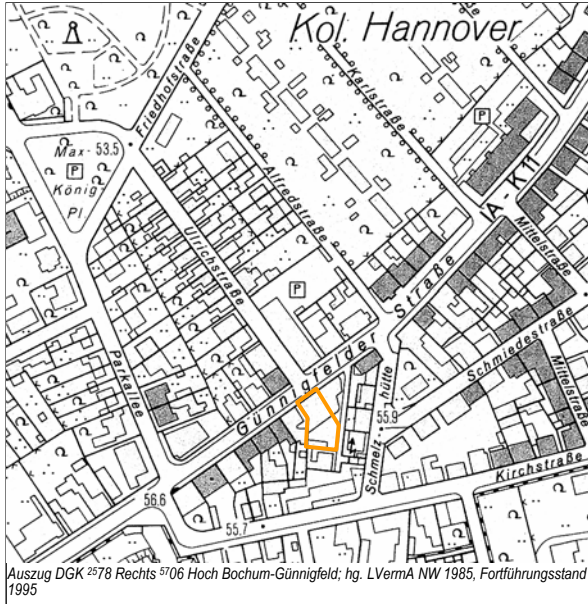 Kol. Hannover
Friedhofstraße
Karlstraße
P
Max-
53.5
P
König
Pl.
Alfredstraße
IA - K 11
Ulrichstraße
Mittelstraße
P
Straße
Günnigfelder
Schmiedestraße
Parkallee
Mittelstraße
Schmelz-
hütte
55.9
Kirchstraße
56.6
55.7
Auszug DGK 2578 Rechts 5706 Hoch Bochum-Günnigfeld; hg. LVermA NW 1985, Fortführungsstand
1995